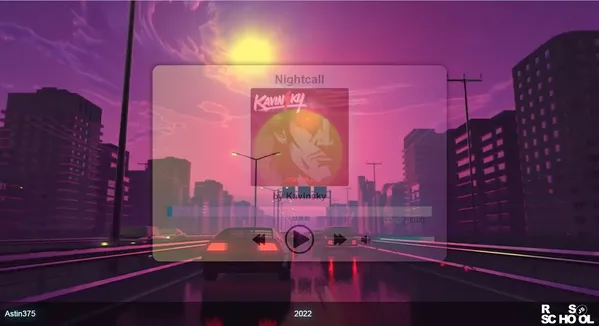 Nightcall
KAVINSKY
by Kavinsky
Astin375
2022
RS
SCHOOL